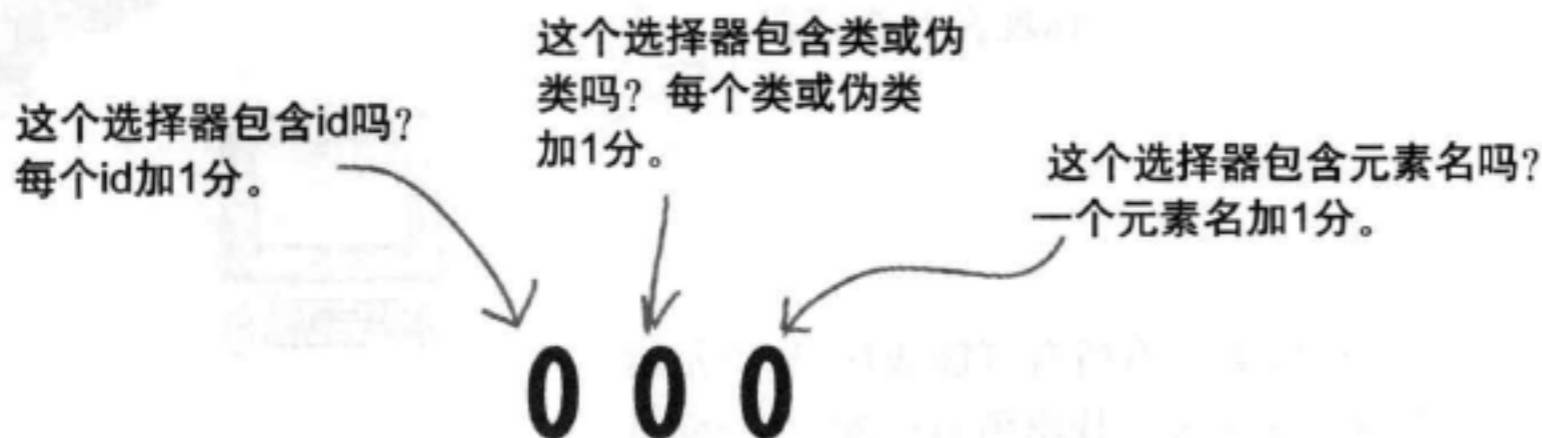 这个选择器包含id吗?
每个id加1分。
这个选择器包含类或伪
类吗? 每个类或伪类
加1分。
这个选择器包含元素名吗?
一个元素名加1分。
0 0 0